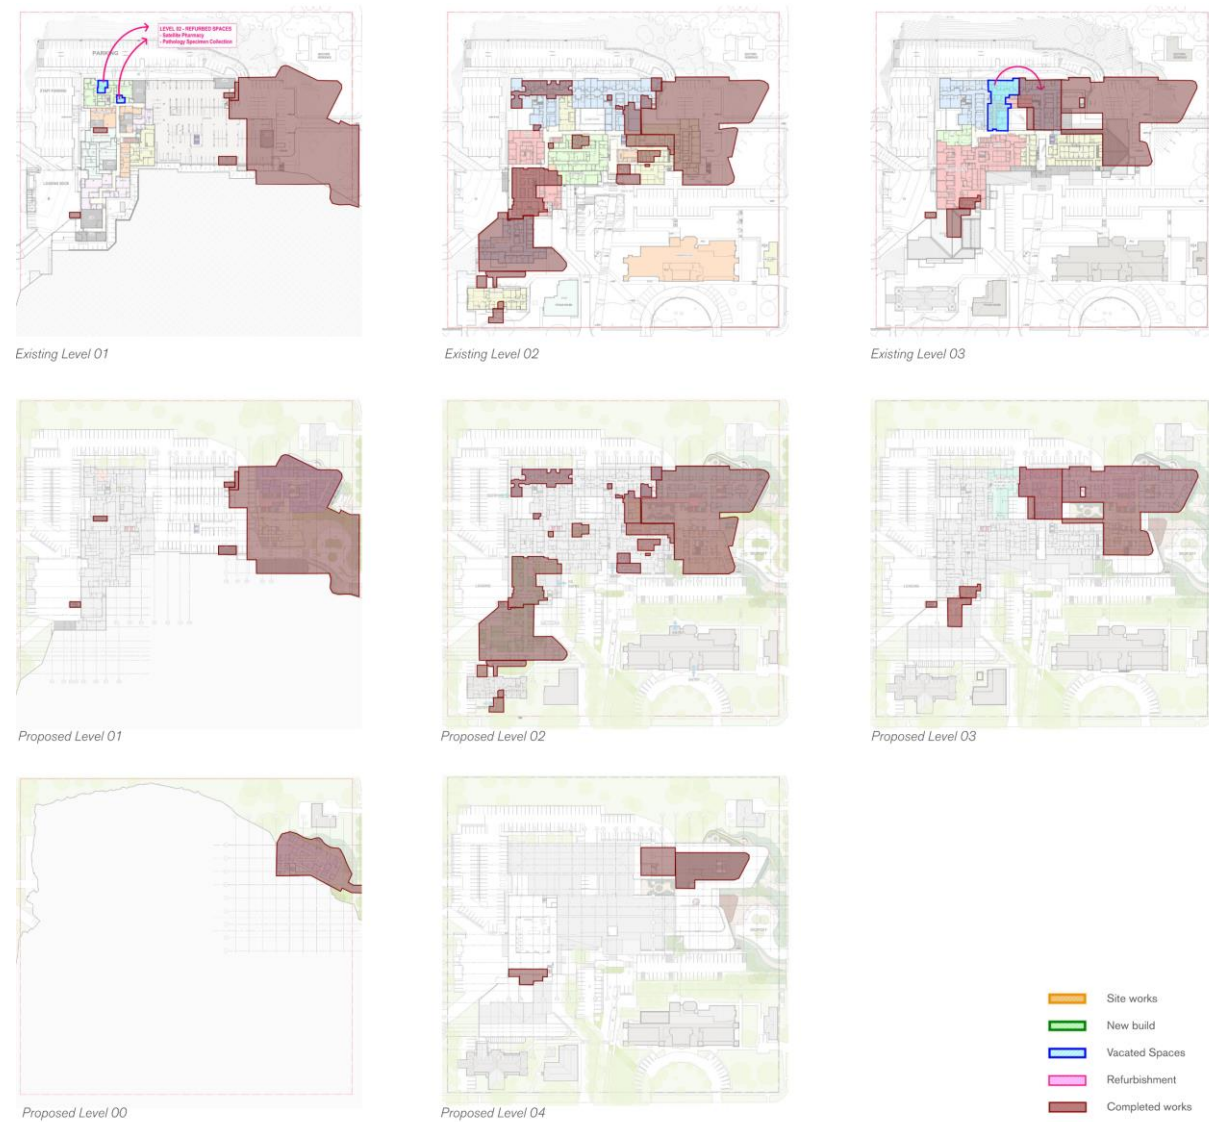 LEVEL 02 - REFURBED SPACES
- Satellite Pharmacy
- Pathology Specimen Collection
PARKING
Existing Level 01
Existing Level 02
Existing Level 03
Proposed Level 01
Proposed Level 02
Proposed Level 03
Proposed Level 00
Proposed Level 04
Site works
New build
Vacated Spaces
Refurbishment
Completed works